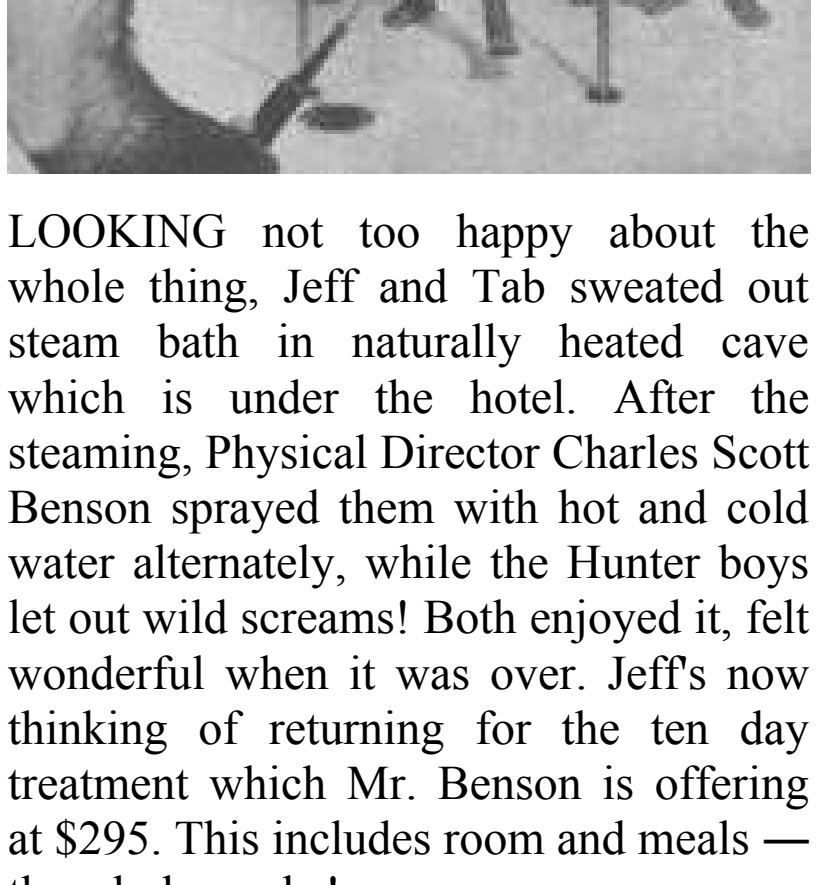 LOOKING not too happy about the
whole thing, Jeff and Tab sweated out
steam bath in naturally heated cave
which is under the hotel. After the
steaming, Physical Director Charles Scott
Benson sprayed them with hot and cold
water alternately, while the Hunter boys
let out wild screams! Both enjoyed it, felt
wonderful when it was over. Jeff's now
thinking of returning for the ten day
treatment which Mr. Benson is offering
at $295. This includes room and meals —